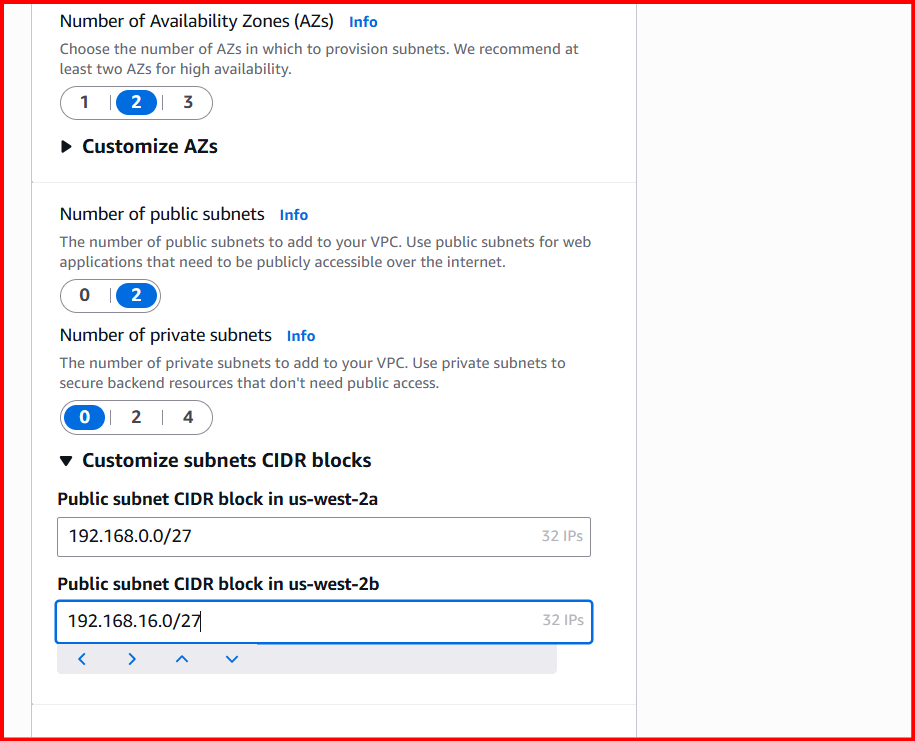 Number of Availability Zones (AZs) Info
Choose the number of AZs in which to provision subnets. We recommend at
least two AZs for high availability.
1 2 3
Customize AZs
Number of public subnets Info
The number of public subnets to add to your VPC. Use public subnets for web
applications that need to be publicly accessible over the internet.
0 2
Number of private subnets Info
The number of private subnets to add to your VPC. Use private subnets to
secure backend resources that don't need public access.
0 2 4
Customize subnets CIDR blocks
Public subnet CIDR block in us-west-2a
192.168.0.0/27 32 IPs
Public subnet CIDR block in us-west-2b
192.168.16.0/27 32 IPs